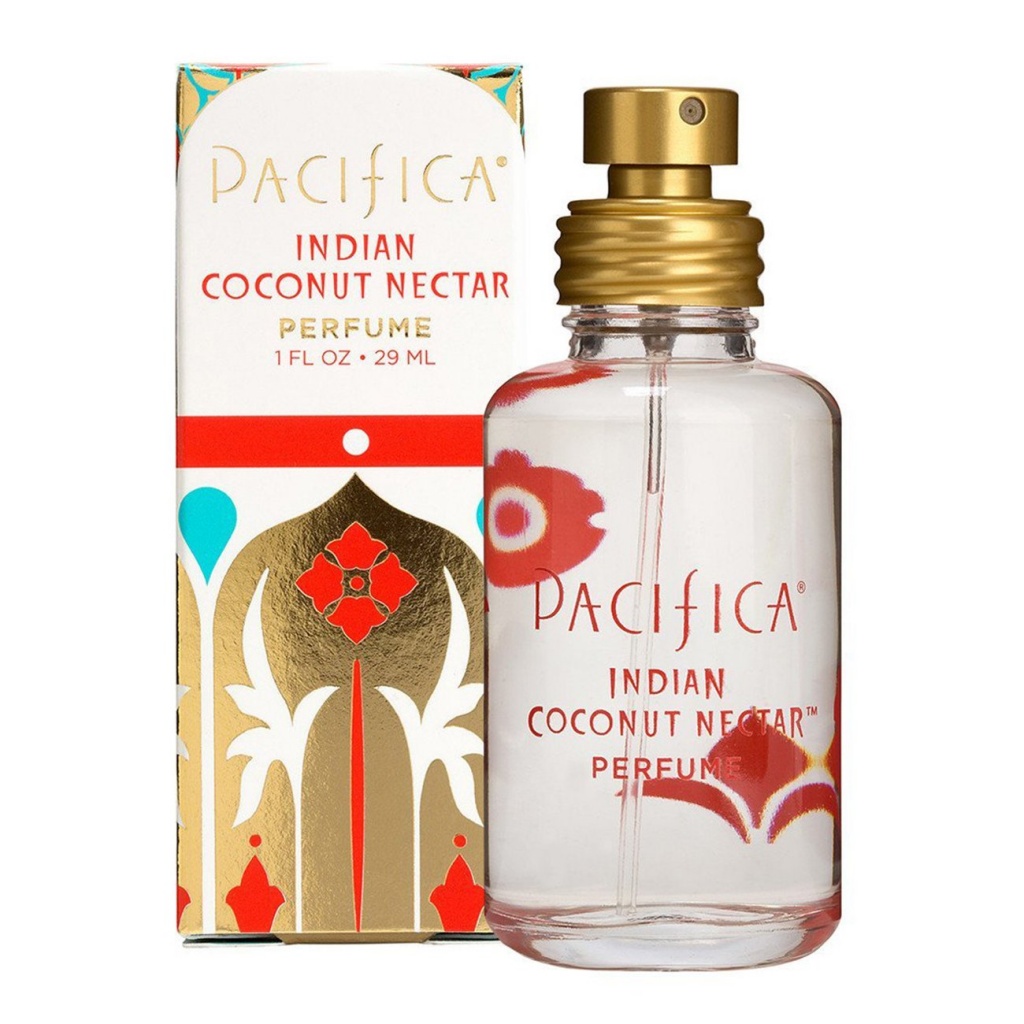 PACIFICA®
INDIAN
COCONUT NECTAR
PERFUME
1 FL OZ • 29 ML
PACIFICA®
INDIAN
COCONUT NECTAR™
PERFUME